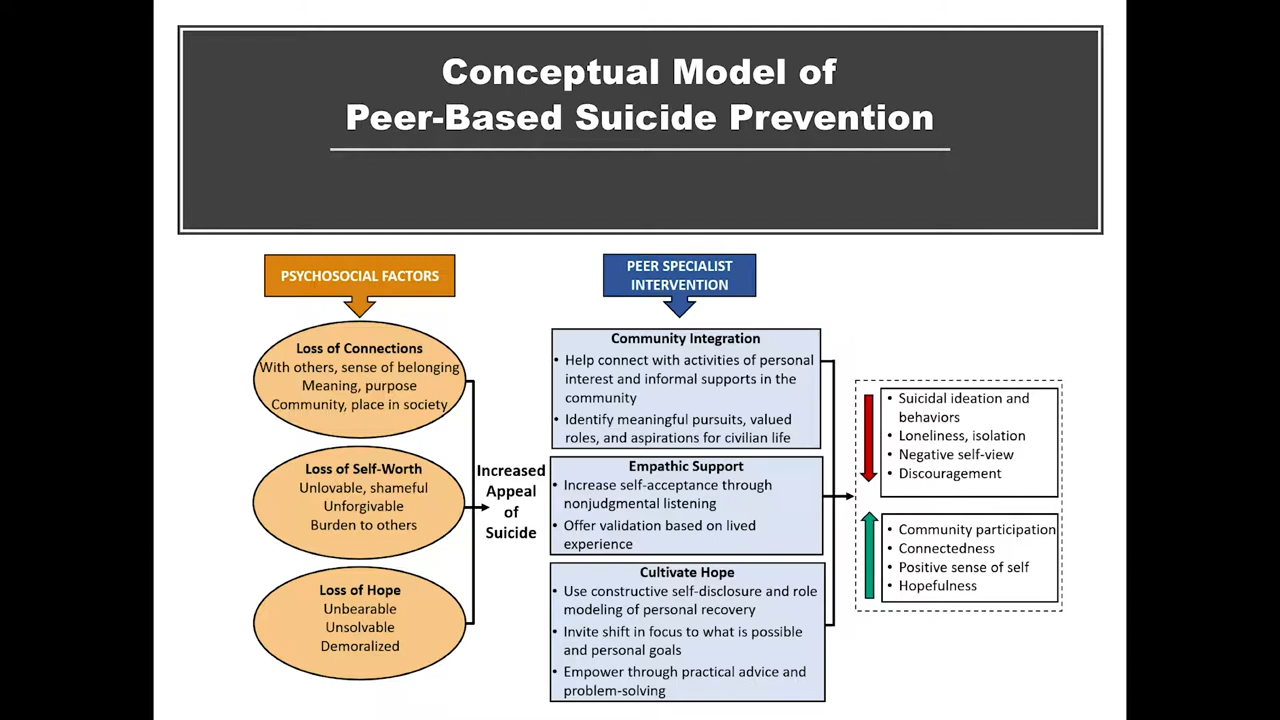 Conceptual Model of
Peer-Based Suicide Prevention
PSYCHOSOCIAL FACTORS
Loss of Connections
With others, sense of belonging
Meaning, purpose
Community, place in society
Loss of Self-Worth
Unlovable, shameful
Unforgivable
Burden to others
Loss of Hope
Unbearable
Unsolvable
Demoralized
Increased
Appeal
of
Suicide
PEER SPECIALIST
INTERVENTION
Community Integration
• Help connect with activities of personal
interest and informal supports in the
community
• Identify meaningful pursuits, valued
roles, and aspirations for civilian life
Empathic Support
• Increase self-acceptance through
nonjudgmental listening
• Offer validation based on lived
experience
Cultivate Hope
• Use constructive self-disclosure and role
modeling of personal recovery
• Invite shift in focus to what is possible
and personal goals
• Empower through practical advice and
problem-solving
• Suicidal ideation and
behaviors
• Loneliness, isolation
• Negative self-view
• Discouragement
• Community participation
• Connectedness
• Positive sense of self
• Hopefulness